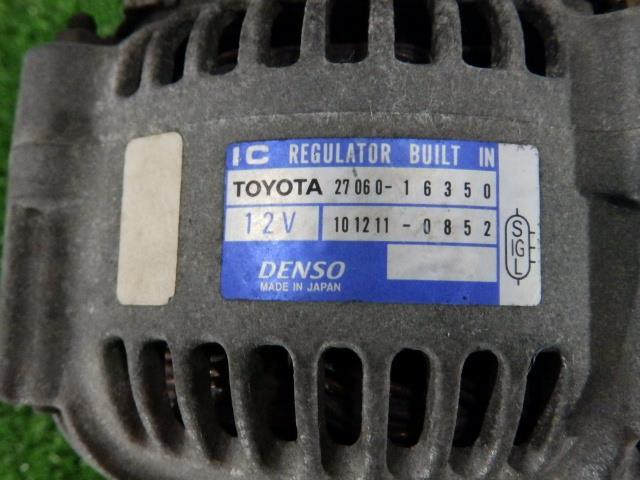 IC REGULATOR BUILT IN
TOYOTA 27060-16350
12V 101211-0852
DENSO
MADE IN JAPAN
S
IG
L